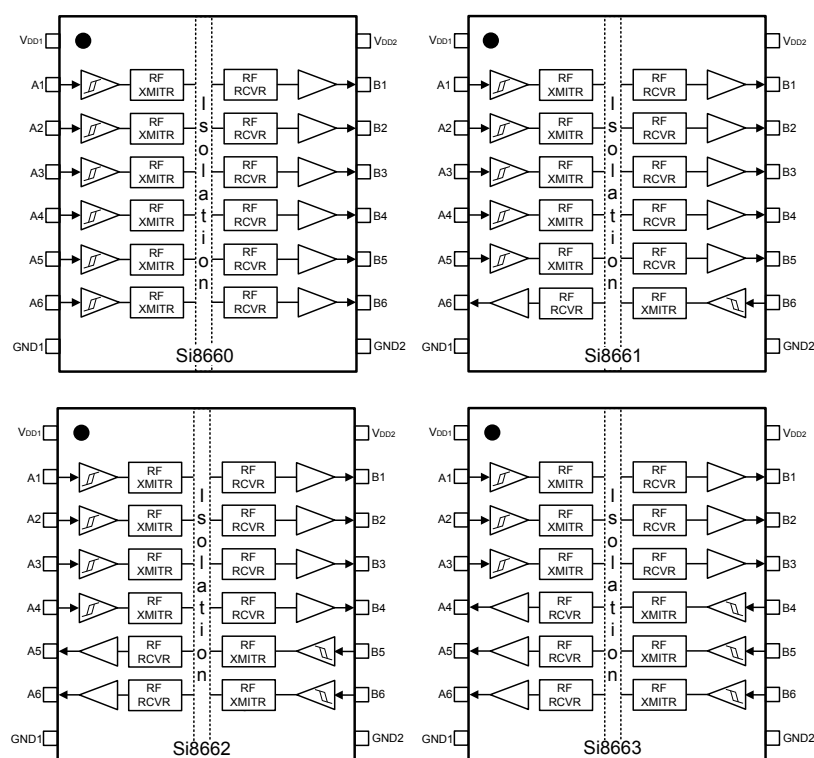 VDD1 VDD2 VDD1 VDD2
A1 RF XMITR RF RCVR B1 A1 RF XMITR RF RCVR B1
A2 RF XMITR RF RCVR B2 A2 RF XMITR RF RCVR B2
A3 RF XMITR RF RCVR B3 A3 RF XMITR RF RCVR B3
A4 RF XMITR RF RCVR B4 A4 RF XMITR RF RCVR B4
A5 RF XMITR RF RCVR B5 A5 RF XMITR RF RCVR B5
A6 RF XMITR RF RCVR B6 A6 RF RCVR RF XMITR B6
Isolation Isolation
GND1 GND2 GND1 GND2
Si8660 Si8661
VDD1 VDD2 VDD1 VDD2
A1 RF XMITR RF RCVR B1 A1 RF XMITR RF RCVR B1
A2 RF XMITR RF RCVR B2 A2 RF XMITR RF RCVR B2
A3 RF XMITR RF RCVR B3 A3 RF XMITR RF RCVR B3
A4 RF XMITR RF RCVR B4 A4 RF RCVR RF XMITR B4
A5 RF RCVR RF XMITR B5 A5 RF RCVR RF XMITR B5
A6 RF RCVR RF XMITR B6 A6 RF RCVR RF XMITR B6
Isolation Isolation
GND1 GND2 GND1 GND2
Si8662 Si8663